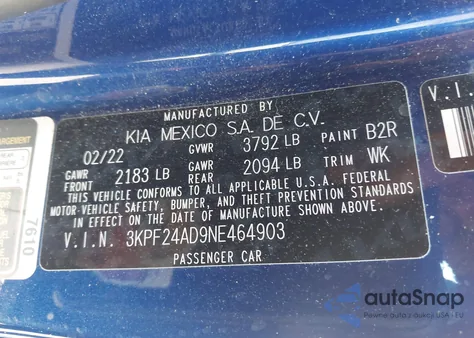 MANUFACTURED BY
KIA MEXICO S.A. DE C.V.
02/22 GVWR 3792 LB PAINT B2R
GAWR FRONT 2183 LB GAWR REAR 2094 LB TRIM WK
THIS VEHICLE CONFORMS TO ALL APPLICABLE U.S.A. FEDERAL
MOTOR-VEHICLE SAFETY, BUMPER, AND THEFT PREVENTION STANDARDS
IN EFFECT ON THE DATE OF MANUFACTURE SHOWN ABOVE.
V.I.N. 3KPF24AD9NE464903
PASSENGER CAR
7610
V.I.
autoSnap